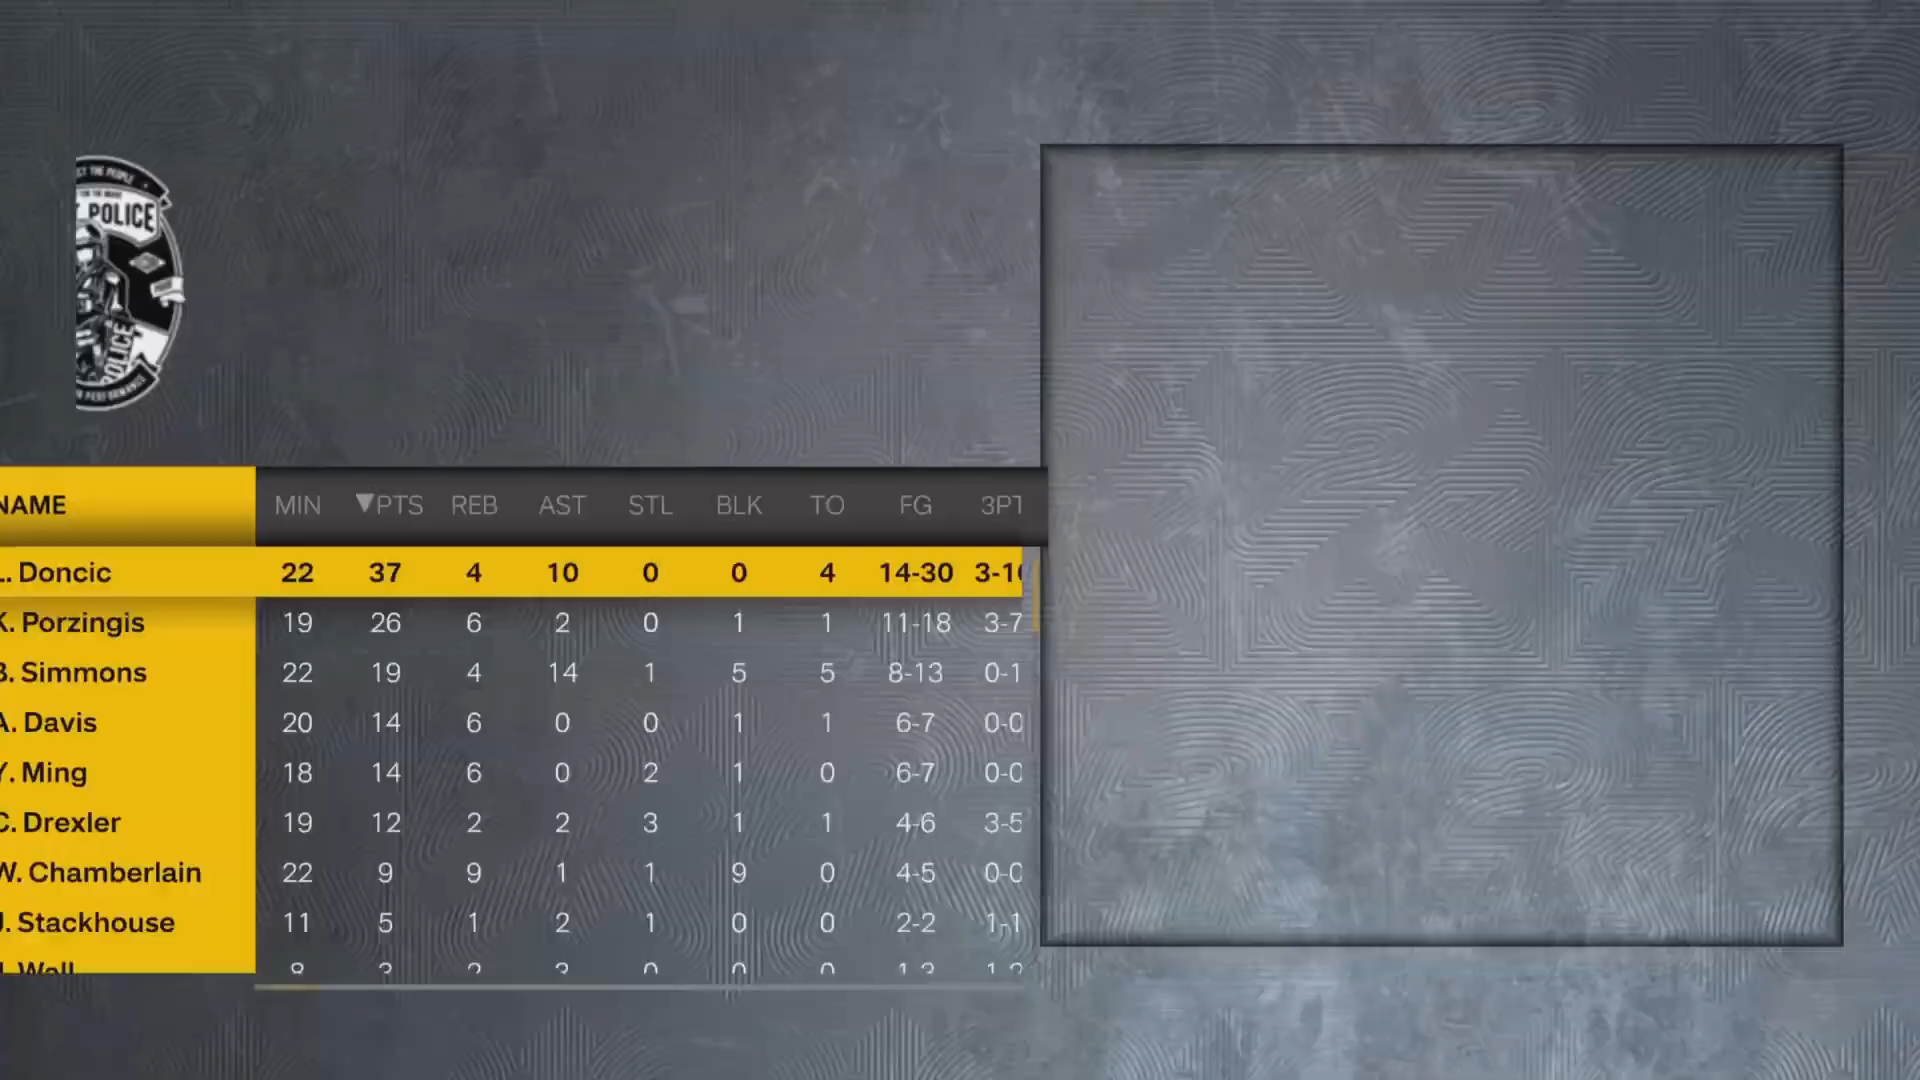 POLICE
POLICE
NAME MIN ▼PTS REB AST STL BLK TO FG 3PT
L. Doncic 22 37 4 10 0 0 4 14-30 3-10
K. Porzingis 19 26 6 2 0 1 1 11-18 3-7
B. Simmons 22 19 4 14 1 5 5 8-13 0-1
A. Davis 20 14 6 0 0 1 1 6-7 0-0
Y. Ming 18 14 6 0 2 1 0 6-7 0-0
C. Drexler 19 12 2 2 3 1 1 4-6 3-5
W. Chamberlain 22 9 9 1 1 9 0 4-5 0-0
J. Stackhouse 11 5 1 2 1 0 0 2-2 1-1
J. Wall